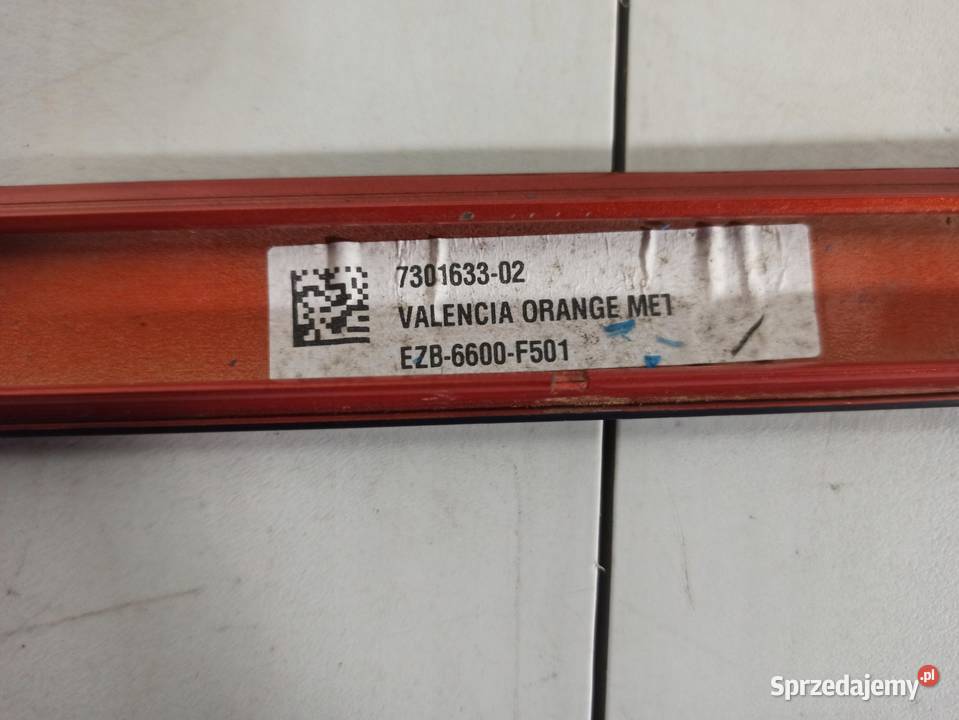 7301633-02
VALENCIA ORANGE MET
EZB-6600-F501
Sprzedajemy.pl